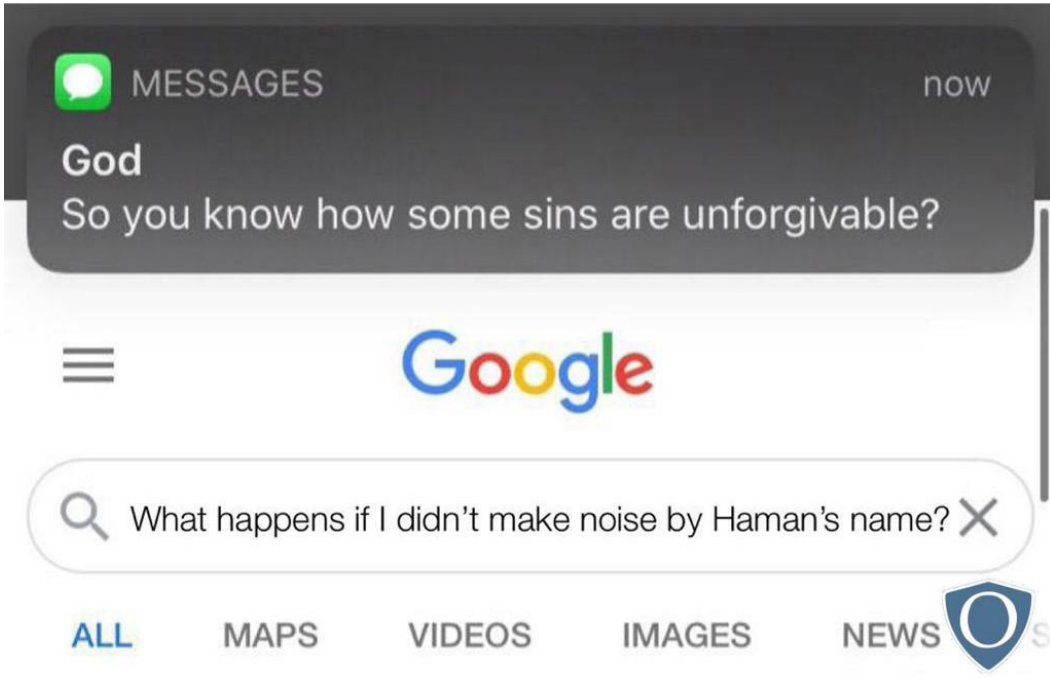 MESSAGES now
God
So you know how some sins are unforgivable?
Google
What happens if I didn't make noise by Haman's name?
ALL MAPS VIDEOS IMAGES NEWS S
O